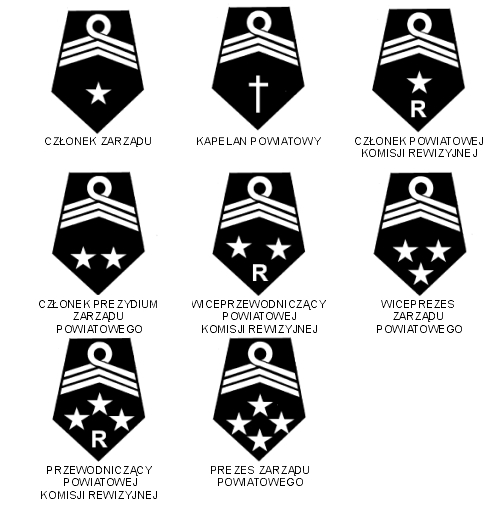 CZŁONEK ZARZĄDU
KAPELAN POWIATOWY
R
CZŁONEK POWIATOWEJ
KOMISJI REWIZYJNEJ
CZŁONEK PREZYDIUM
ZARZĄDU
POWIATOWEGO
R
WICEPRZEWODNICZĄCY
POWIATOWEJ
KOMISJI REWIZYJNEJ
WICEPREZES
ZARZĄDU
POWIATOWEGO
R
PRZEWODNICZĄCY
POWIATOWEJ
KOMISJI REWIZYJNEJ
PREZES ZARZĄDU
POWIATOWEGO